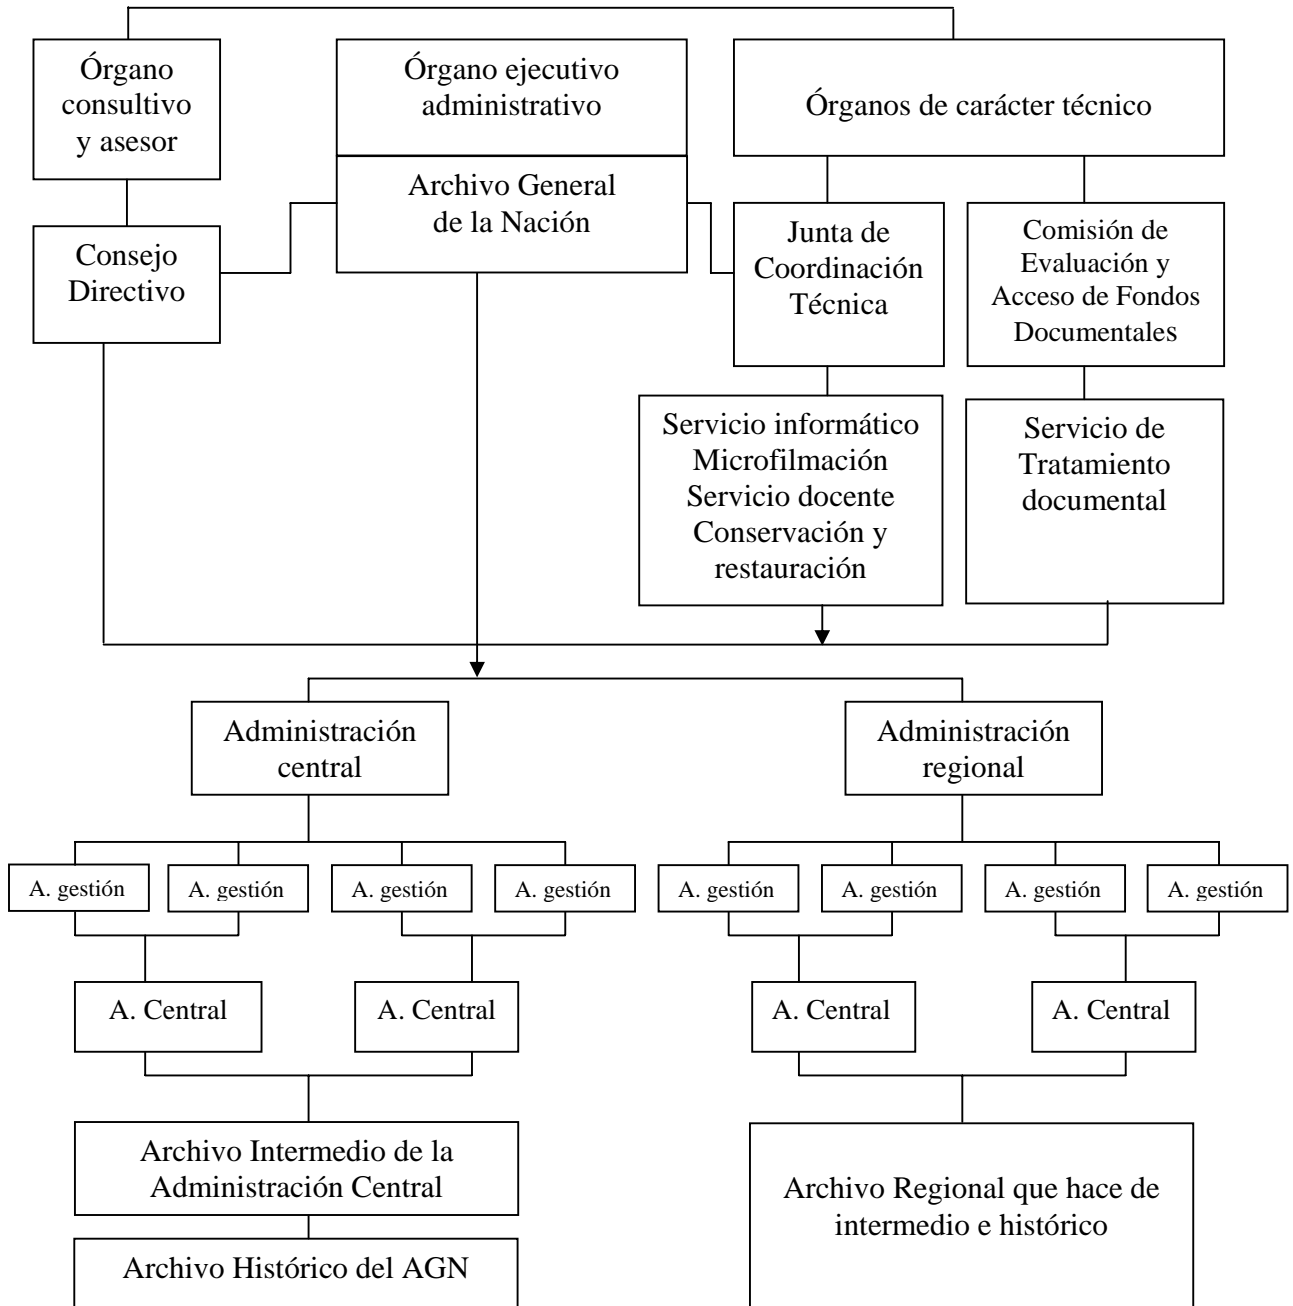 Órgano
consultivo
y asesor
Órgano ejecutivo
administrativo
Órganos de carácter técnico
Archivo General
de la Nación
Consejo
Directivo
Junta de
Coordinación
Técnica
Comisión de
Evaluación y
Acceso de Fondos
Documentales
Servicio informático
Microfilmación
Servicio docente
Conservación y
restauración
Servicio de
Tratamiento
documental
Administración
central
Administración
regional
A. gestión
A. gestión
A. gestión
A. gestión
A. gestión
A. gestión
A. gestión
A. gestión
A. Central
A. Central
A. Central
A. Central
Archivo Intermedio de la
Administración Central
Archivo Regional que hace de
intermedio e histórico
Archivo Histórico del AGN